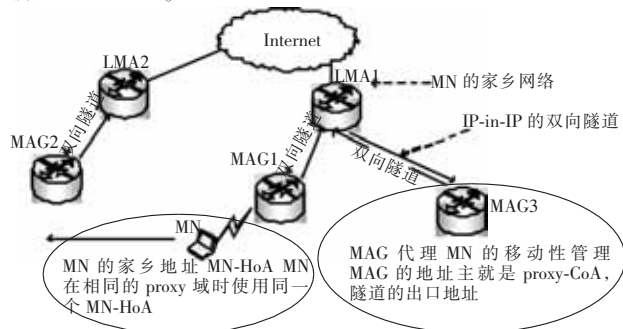 Internet
LMA2
LMA1
MN 的家乡网络
双向隧道
双向隧道
IP-in-IP 的双向隧道
MAG2
MAG1
双向隧道
MAG3
MN
MN 的家乡地址 MN-HoA MN
在相同的 proxy 域时使用同一
个 MN-HoA
MAG 代理 MN 的移动性管理
MAG 的地址主就是 proxy-CoA,
隧道的出口地址